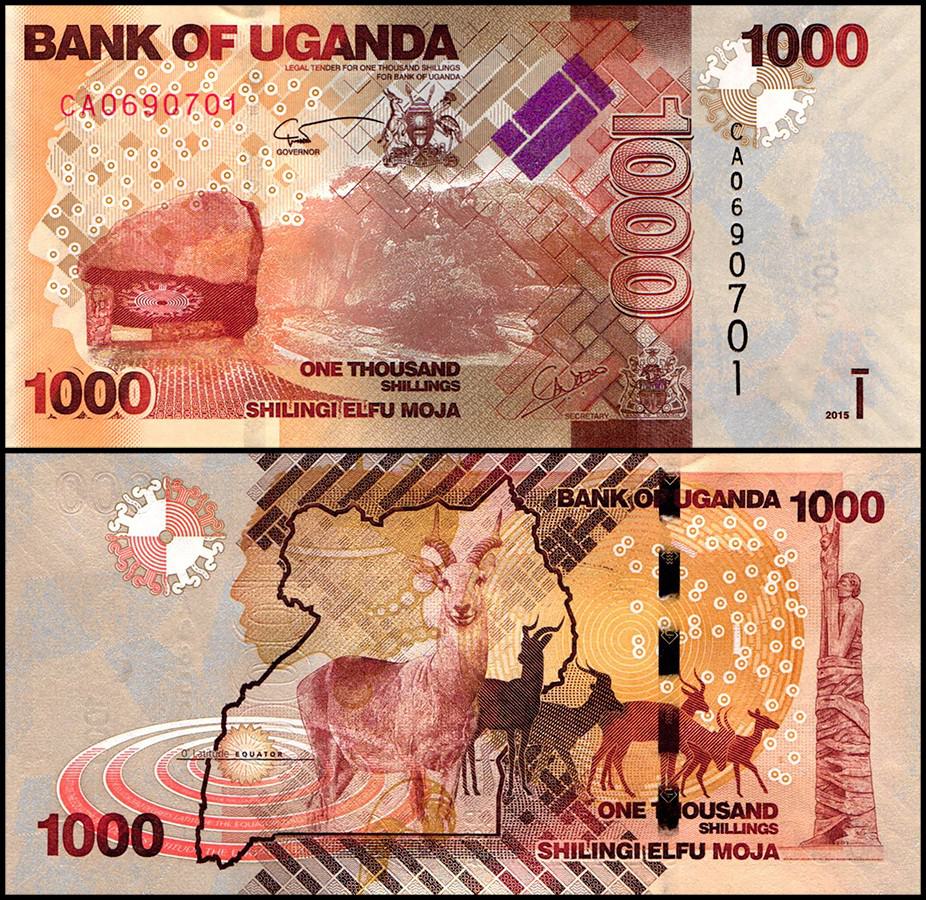 BANK OF UGANDA
1000
LEGAL TENDER FOR ONE THOUSAND SHILLINGS
FOR BANK OF UGANDA
CA0690701
GOVERNOR
1000
CA0690701
ONE THOUSAND
SHILLINGS
1000
SHILINGI ELFU MOJA
SECRETARY
2015
BANK OF UGANDA 1000
0° Latitude EQUATOR
ONE THOUSAND
SHILLINGS
1000
SHILINGI ELFU MOJA